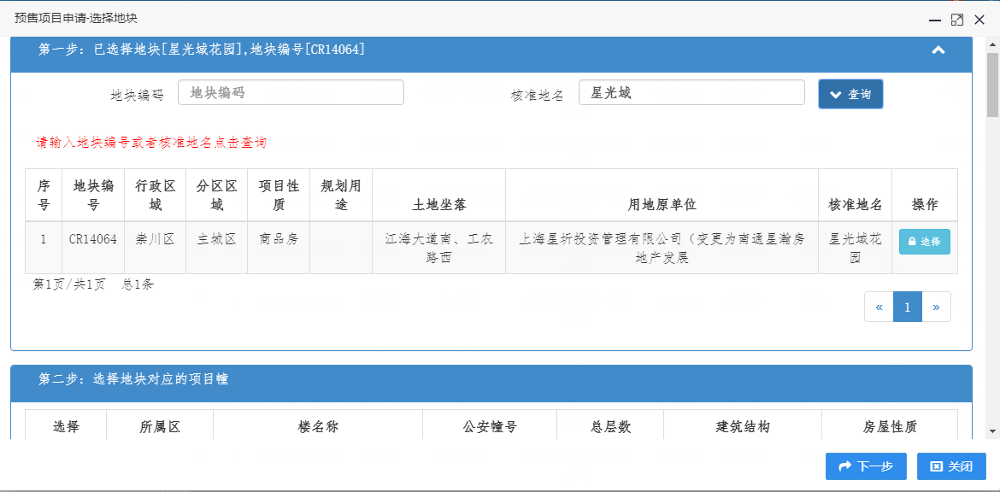 预售项目申请-选择地块
第一步：已选择地块[星光域花园],地块编号[CR14064]
地块编码 地块编码 核准地名 星光域 查询
请输入地块编号或者核准地名点击查询
序号 地块编号 行政区域 分区区域 项目性质 规划用途 土地坐落 用地原单位 核准地名 操作
1 CR14064 崇川区 主城区 商品房 江海大道南、工农路西 上海星圻投资管理有限公司（变更为南通星瀚房地产发展 星光域花园 选择
第1页/共1页 总1条
« 1 »
第二步：选择地块对应的项目幢
选择 所属区 楼名称 公安幢号 总层数 建筑结构 房屋性质
下一步 关闭